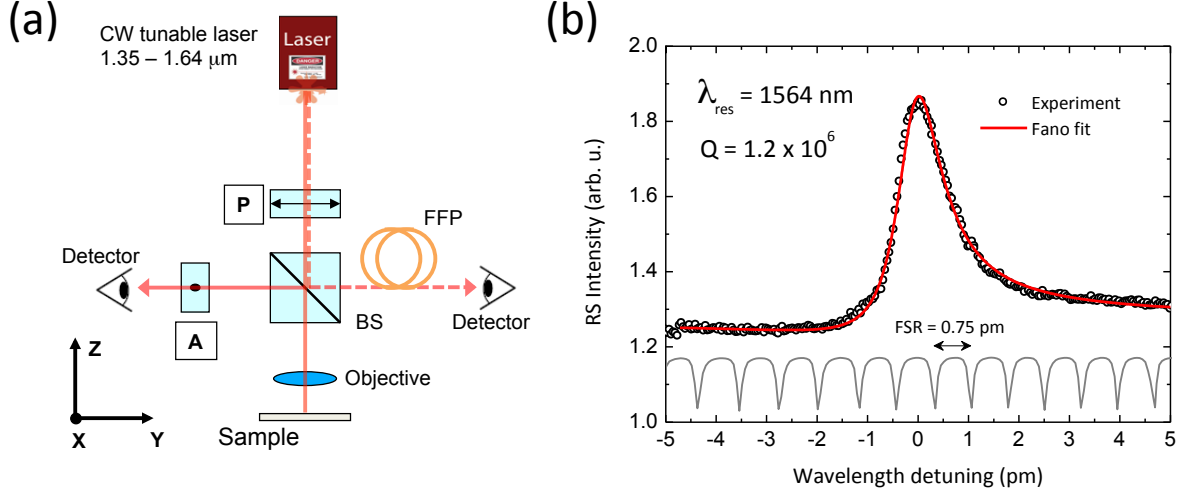 (a)
CW tunable laser
1.35 – 1.64 μm
Laser
DANGER
P
FFP
Detector
A
BS
Detector
Z
Objective
X
Y
Sample
(b)
2.0
1.8
1.6
1.4
1.2
1.0
RS Intensity (arb. u.)
λres = 1564 nm
Q = 1.2 x 10⁶
Experiment
Fano fit
FSR = 0.75 pm
-5 -4 -3 -2 -1 0 1 2 3 4 5
Wavelength detuning (pm)